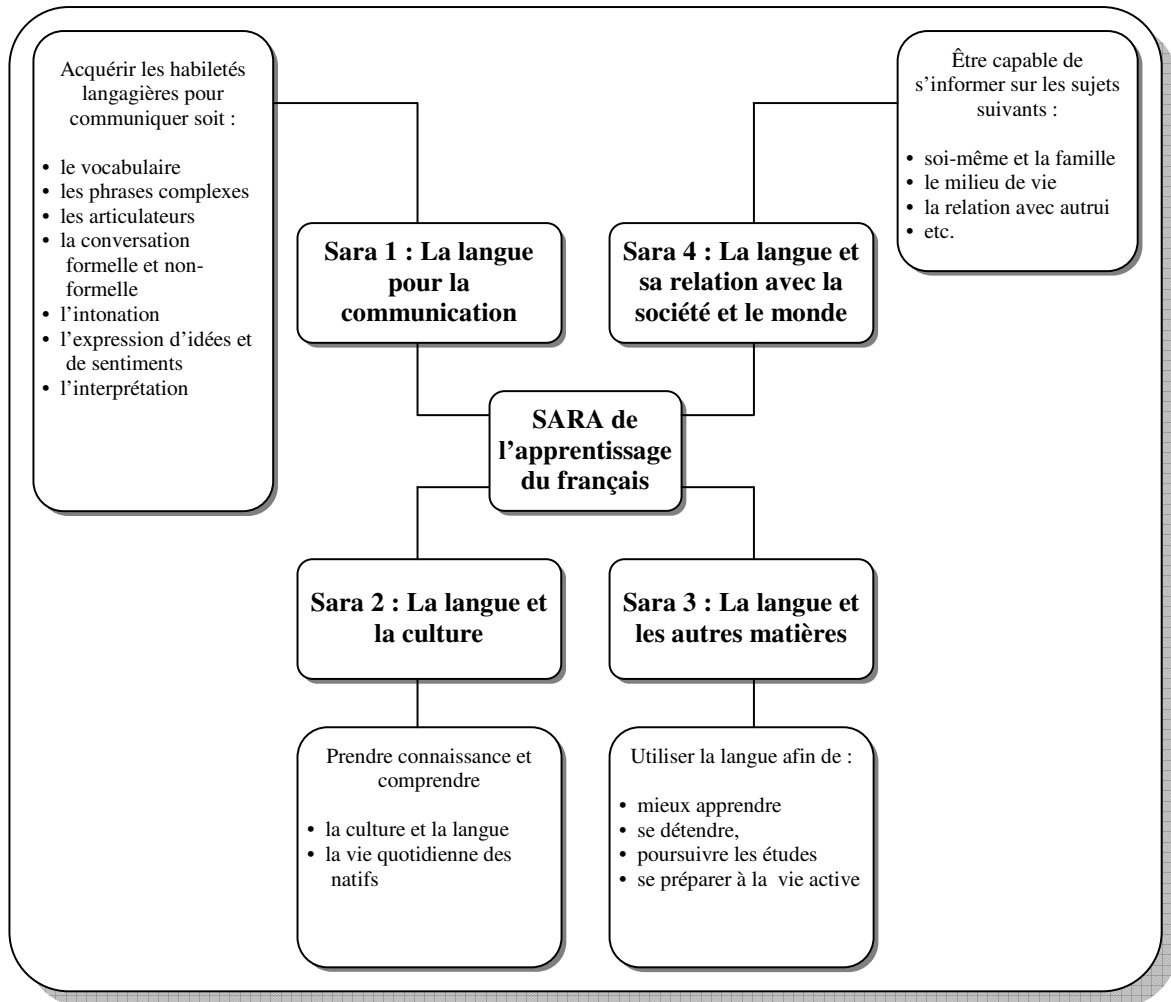 Acquérir les habiletés
langagières pour
communiquer soit :
• le vocabulaire
• les phrases complexes
• les articulateurs
• la conversation
formelle et non-
formelle
• l’intonation
• l’expression d’idées et
de sentiments
• l’interprétation
Être capable de
s’informer sur les sujets
suivants :
• soi-même et la famille
• le milieu de vie
• la relation avec autrui
• etc.
Sara 1 : La langue
pour la
communication
Sara 4 : La langue et
sa relation avec la
société et le monde
SARA de
l’apprentissage
du français
Sara 2 : La langue et
la culture
Sara 3 : La langue et
les autres matières
Prendre connaissance et
comprendre
• la culture et la langue
• la vie quotidienne des
natifs
Utiliser la langue afin de :
• mieux apprendre
• se détendre,
• poursuivre les études
• se préparer à la vie active